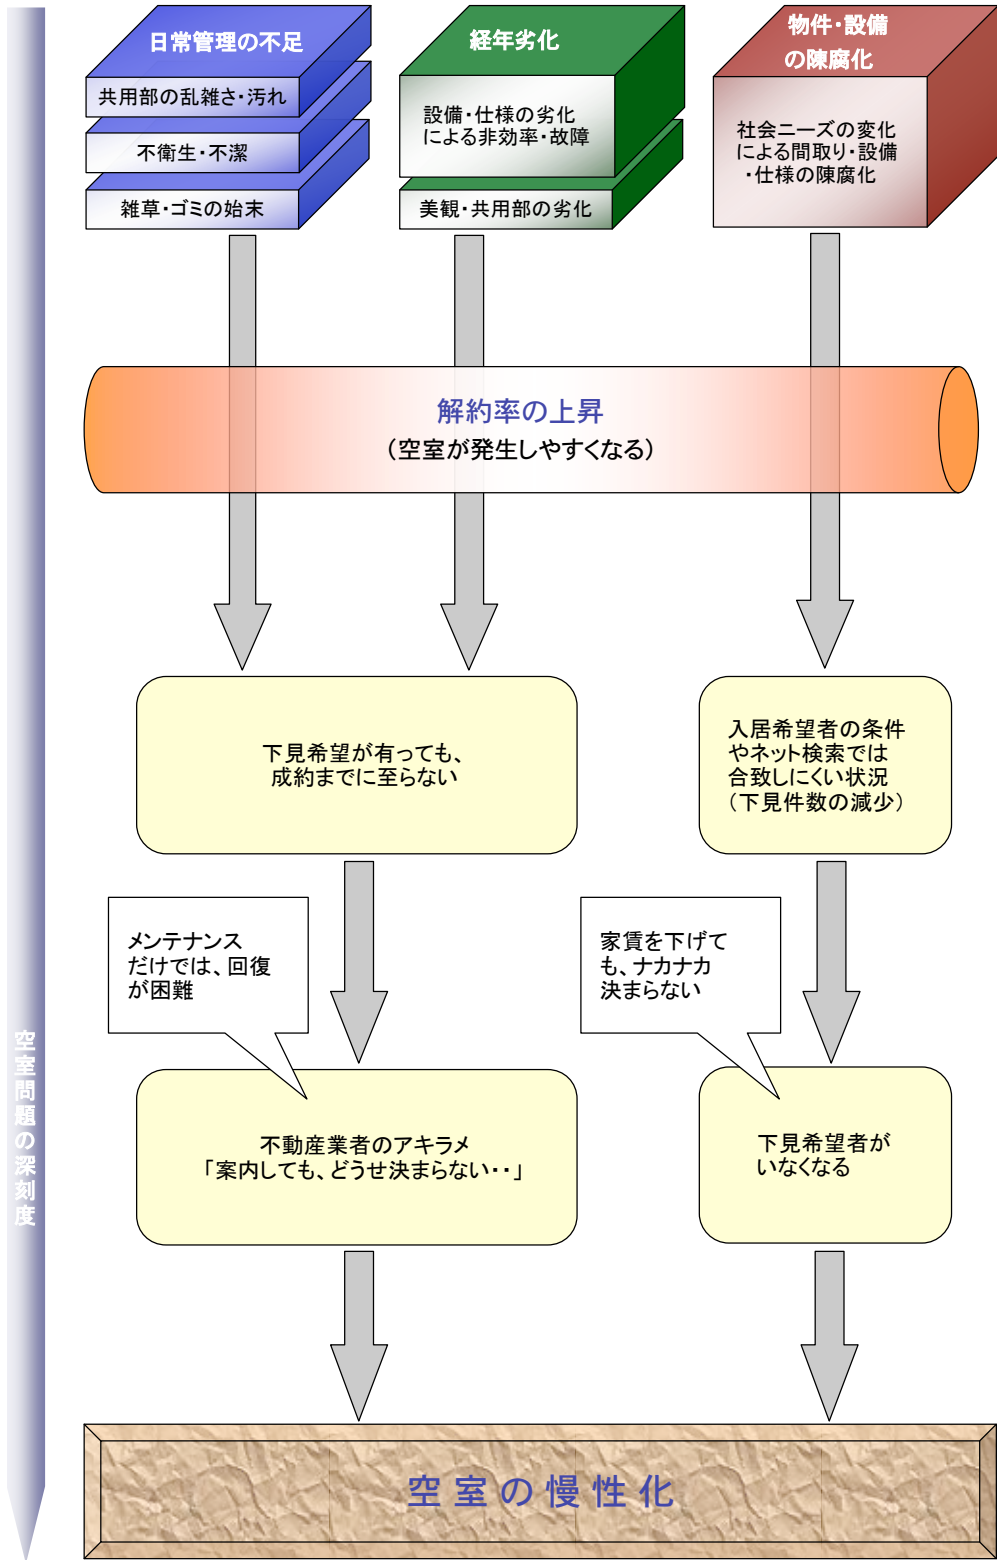 日常管理の不足
共用部の乱雑さ・汚れ
不衛生・不潔
雑草・ゴミの始末
経年劣化
設備・仕様の劣化
による非効率・故障
美観・共用部の劣化
物件・設備
の陳腐化
社会ニーズの変化
による間取り・設備
・仕様の陳腐化
解約率の上昇
（空室が発生しやすくなる）
下見希望が有っても、
成約までに至らない
入居希望者の条件
やネット検索では
合致しにくい状況
（下見件数の減少）
メンテナンス
だけでは、回復
が困難
家賃を下げて
も、ナカナカ
決まらない
不動産業者のアキラメ
「案内しても、どうせ決まらない・・」
下見希望者が
いなくなる
空室の慢性化
空室問題の深刻度